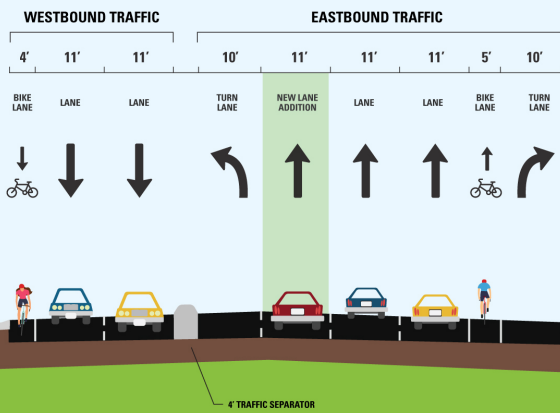 WESTBOUND TRAFFIC
EASTBOUND TRAFFIC
4’ 11’ 11’ 10’ 11’ 11’ 11’ 5’ 10’
BIKE
LANE
LANE
LANE
TURN
LANE
NEW LANE
ADDITION
LANE
LANE
BIKE
LANE
TURN
LANE
4’ TRAFFIC SEPARATOR